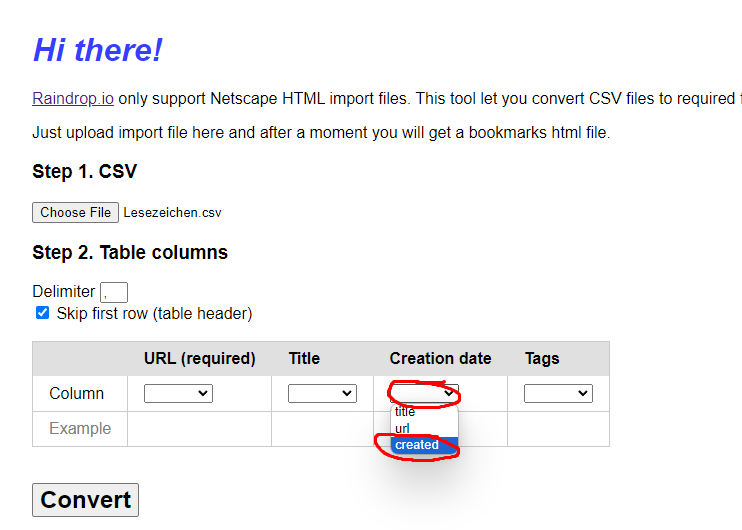 Hi there!
Raindrop.io only support Netscape HTML import files. This tool let you convert CSV files to required
Just upload import file here and after a moment you will get a bookmarks html file.
Step 1. CSV
Choose File Lesezeichen.csv
Step 2. Table columns
Delimiter ,
Skip first row (table header)
URL (required) Title Creation date Tags
Column
title
url
created
Example
Convert